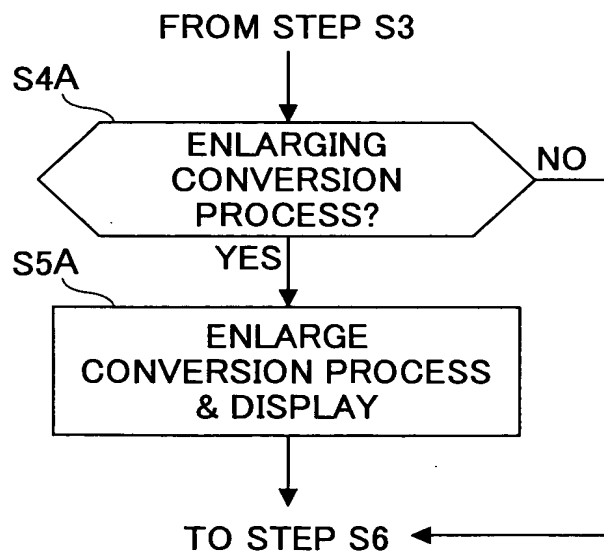 FROM STEP S3
S4A
ENLARGING
CONVERSION
PROCESS?
NO
YES
S5A
ENLARGE
CONVERSION PROCESS
& DISPLAY
TO STEP S6